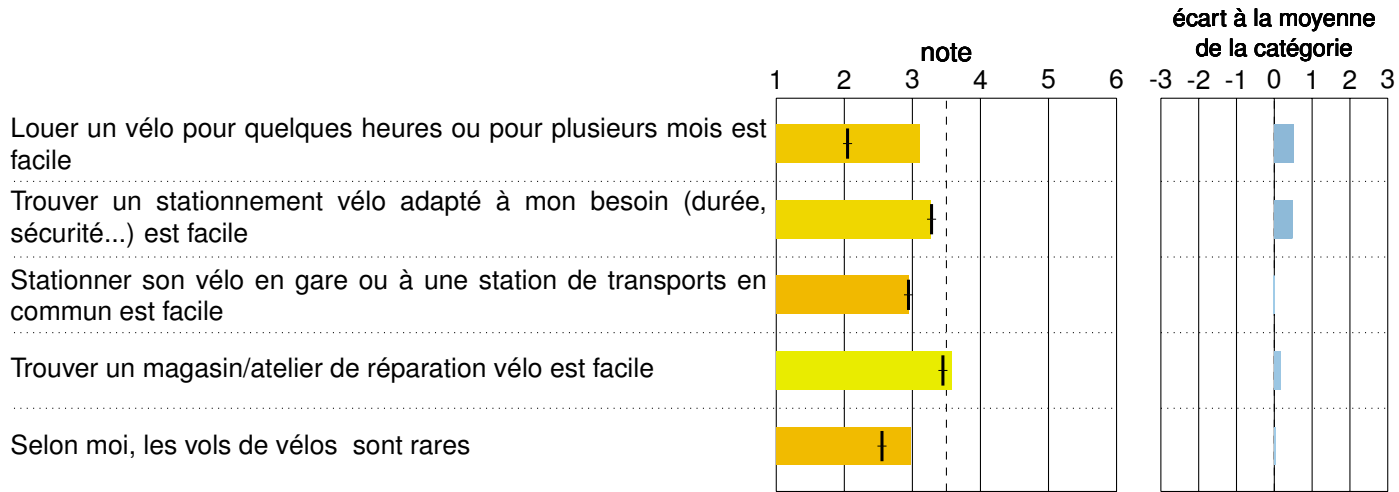 écart à la moyenne
de la catégorie
note
1 2 3 4 5 6 -3 -2 -1 0 1 2 3
Louer un vélo pour quelques heures ou pour plusieurs mois est
facile
Trouver un stationnement vélo adapté à mon besoin (durée,
sécurité...) est facile
Stationner son vélo en gare ou à une station de transports en
commun est facile
Trouver un magasin/atelier de réparation vélo est facile
Selon moi, les vols de vélos  sont rares